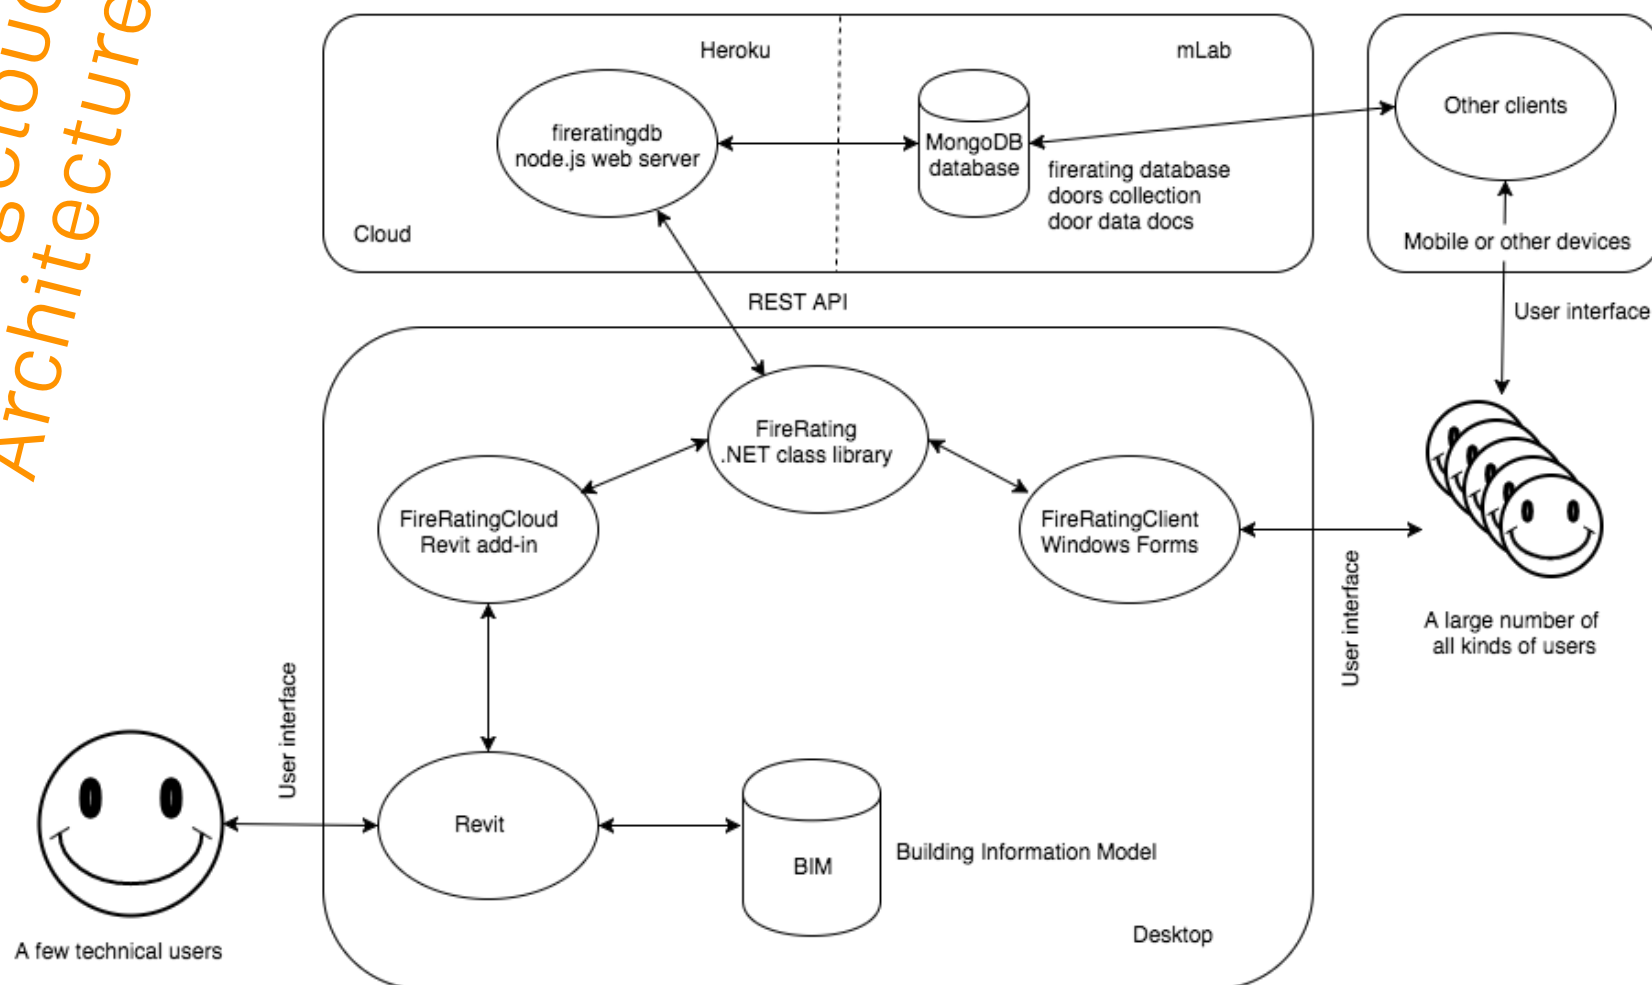 Architecture
Heroku
mLab
fireratingdb
node.js web server
MongoDB
database
firerating database
doors collection
door data docs
Cloud
Other clients
Mobile or other devices
User interface
REST API
FireRating
.NET class library
FireRatingCloud
Revit add-in
FireRatingClient
Windows Forms
User interface
A large number of
all kinds of users
User interface
Revit
BIM
Building Information Model
Desktop
A few technical users